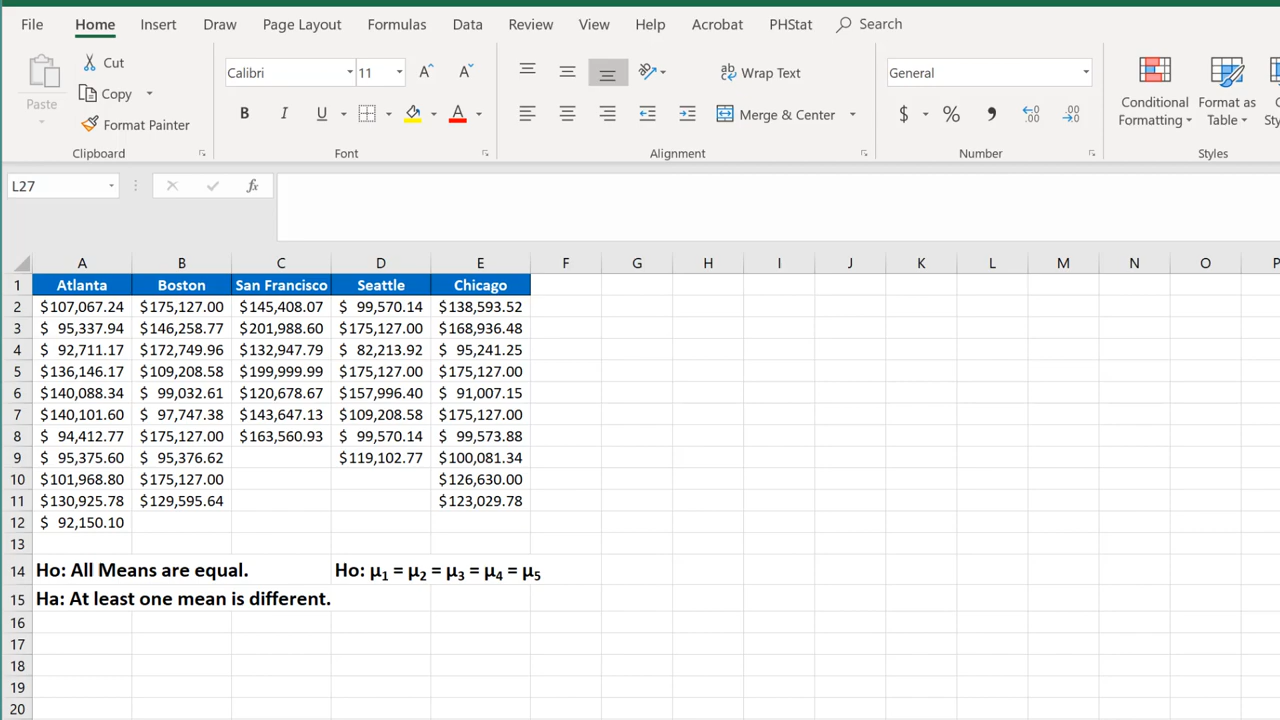 File Home Insert Draw Page Layout Formulas Data Review View Help Acrobat PHStat Search
Cut
Copy
Format Painter
Paste
Clipboard
Calibri 11 A A
B I U A
Font
ab Wrap Text
Merge & Center
Alignment
General
$ % , .00
Number
Conditional Formatting
Format as Table
Styles
L27 fx
A B C D E F G H I J K L M N O P
1 Atlanta Boston San Francisco Seattle Chicago
2 $107,067.24 $175,127.00 $145,408.07 $ 99,570.14 $138,593.52
3 $ 95,337.94 $146,258.77 $201,988.60 $175,127.00 $168,936.48
4 $ 92,711.17 $172,749.96 $132,947.79 $ 82,213.92 $ 95,241.25
5 $136,146.17 $109,208.58 $199,999.99 $175,127.00 $175,127.00
6 $140,088.34 $ 99,032.61 $120,678.67 $157,996.40 $ 91,007.15
7 $140,101.60 $ 97,747.38 $143,647.13 $109,208.58 $175,127.00
8 $ 94,412.77 $175,127.00 $163,560.93 $ 99,570.14 $ 99,573.88
9 $ 95,375.60 $ 95,376.62 $119,102.77 $100,081.34
10 $101,968.80 $175,127.00 $126,630.00
11 $130,925.78 $129,595.64 $123,029.78
12 $ 92,150.10
13
14 Ho: All Means are equal. Ho: μ₁ = μ₂ = μ₃ = μ₄ = μ₅
15 Ha: At least one mean is different.
16
17
18
19
20